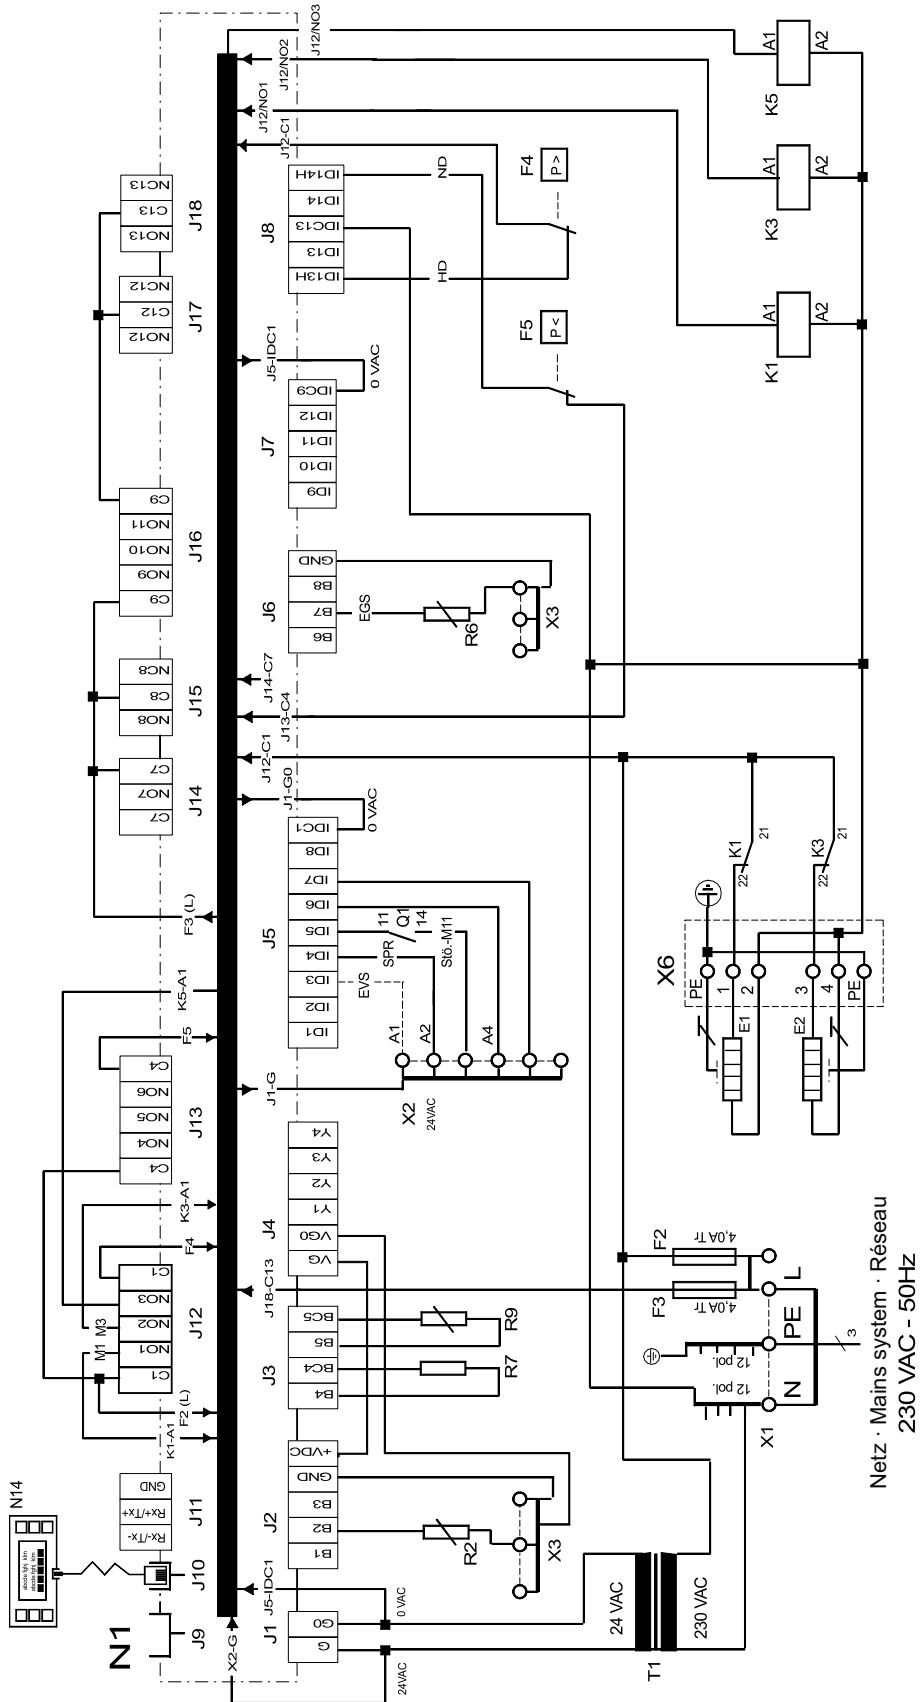 N14
N1
J9
J10
J11
Rx-/Tx-
Rx+/Tx+
GND
K1-A1
F2 (L)
J12
C1
NO1
NO2
NO3
C1
M1
M3
F4
K3-A1
J13
C4
NO4
NO5
NO6
C4
F5
K5-A1
F3 (L)
J14
C7
NO7
C7
J15
NO8
C8
NC8
J16
C9
NO9
NO10
NO11
C9
J17
NO12
C12
NC12
J18
NO13
C13
NC13
X2-G
J5-IDC1
J18-C13
J1-G
J1-G0
J12-C1
J13-C4
J14-C7
J5-IDC1
J12-C1
J12/NO1
J12/NO2
J12/NO3
J1
G
G0
24VAC
0 VAC
J2
B1
B2
B3
GND
+VDC
J3
B4
BC4
B5
BC5
J4
VG
VG0
Y1
Y2
Y3
Y4
J5
ID1
ID2
ID3
ID4
ID5
ID6
ID7
ID8
IDC1
0 VAC
J6
B6
B7
B8
GND
J7
ID9
ID10
ID11
ID12
IDC9
0 VAC
J8
ID13H
ID13
IDC13
ID14
ID14H
R2
X3
R7
R9
EVS
SPR
11
Q1
14
Stö.-M11
A1
A2
A4
X2
24VAC
EGS
R6
X3
HD
ND
F5
P <
F4
P >
T1
24 VAC
230 VAC
X1
N
PE
L
12 pol.
12 pol.
F3
4,0A Tr
F2
4,0A Tr
3
Netz · Mains system · Réseau
230 VAC - 50Hz
X6
PE
1
2
3
4
PE
E1
E2
K1
22
21
K3
22
21
K1
A1
A2
K3
A1
A2
K5
A1
A2